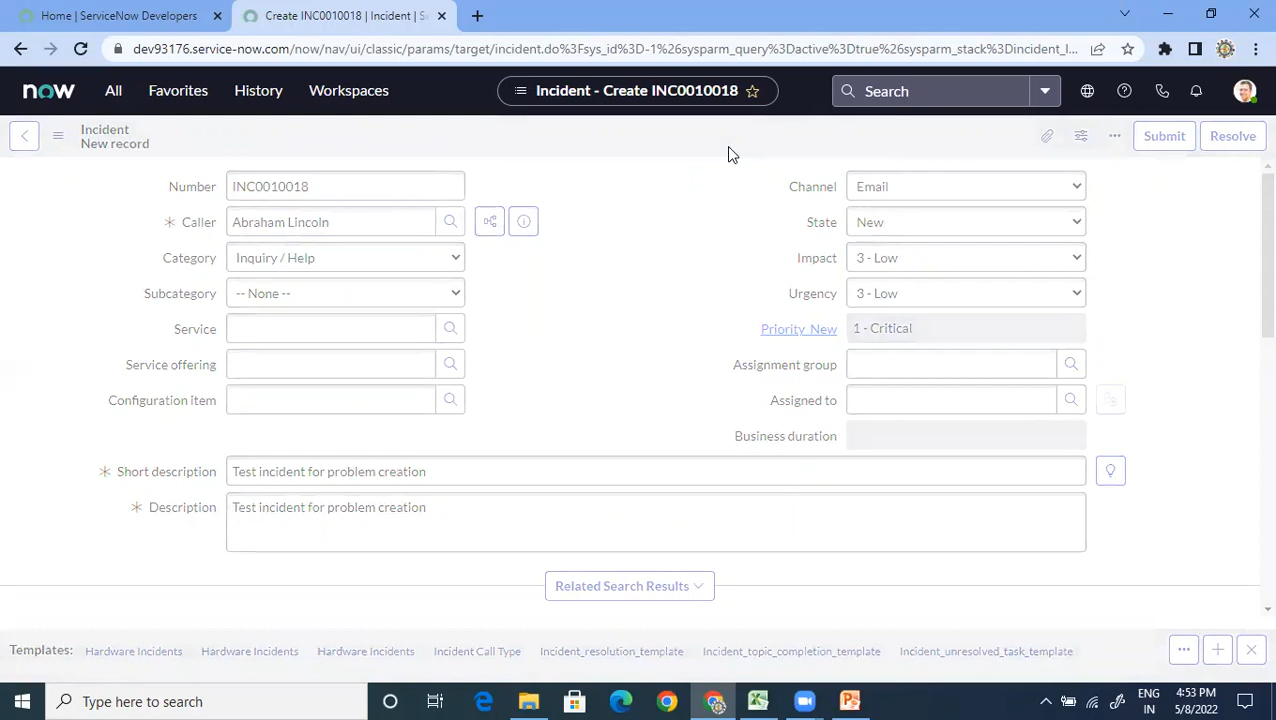 Home | ServiceNow Developers
Create INC0010018 | Incident | S
dev93176.service-now.com/now/nav/ui/classic/params/target/incident.do%3Fsys_id%3D-1%26sysparm_query%3Dactive%3Dtrue%26sysparm_stack%3Dincident_l...
now
All
Favorites
History
Workspaces
Incident - Create INC0010018
Search
Incident
New record
Submit
Resolve
Number
INC0010018
Channel
Email
* Caller
Abraham Lincoln
State
New
Category
Inquiry / Help
Impact
3 - Low
Subcategory
-- None --
Urgency
3 - Low
Service
Priority_New
1 - Critical
Service offering
Assignment group
Configuration item
Assigned to
Business duration
* Short description
Test incident for problem creation
* Description
Test incident for problem creation
Related Search Results
Templates:
Hardware Incidents
Hardware Incidents
Hardware Incidents
Incident Call Type
Incident_resolution_template
Incident_topic_completion_template
Incident_unresolved_task_template
Type here to search
ENG
IN
4:53 PM
5/8/2022